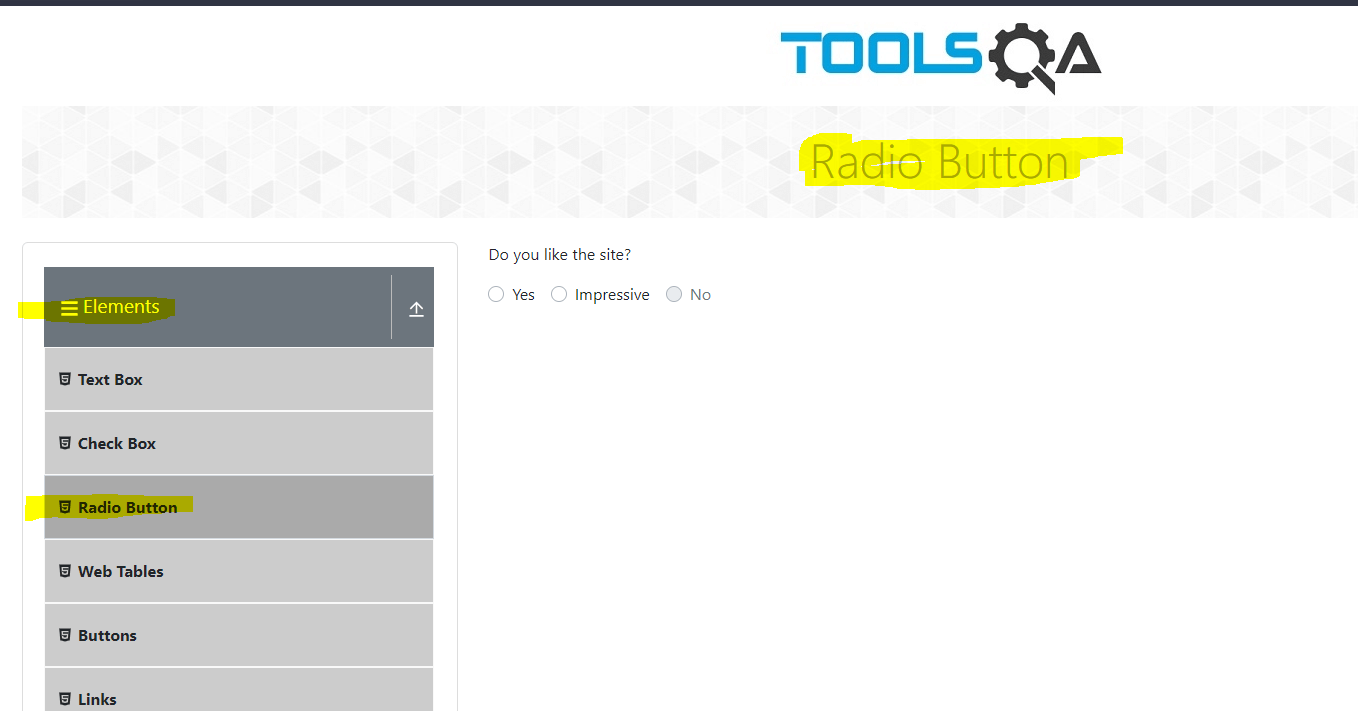 TOOLSQA
Radio Button
Elements
Text Box
Check Box
Radio Button
Web Tables
Buttons
Links
Do you like the site?
Yes Impressive No